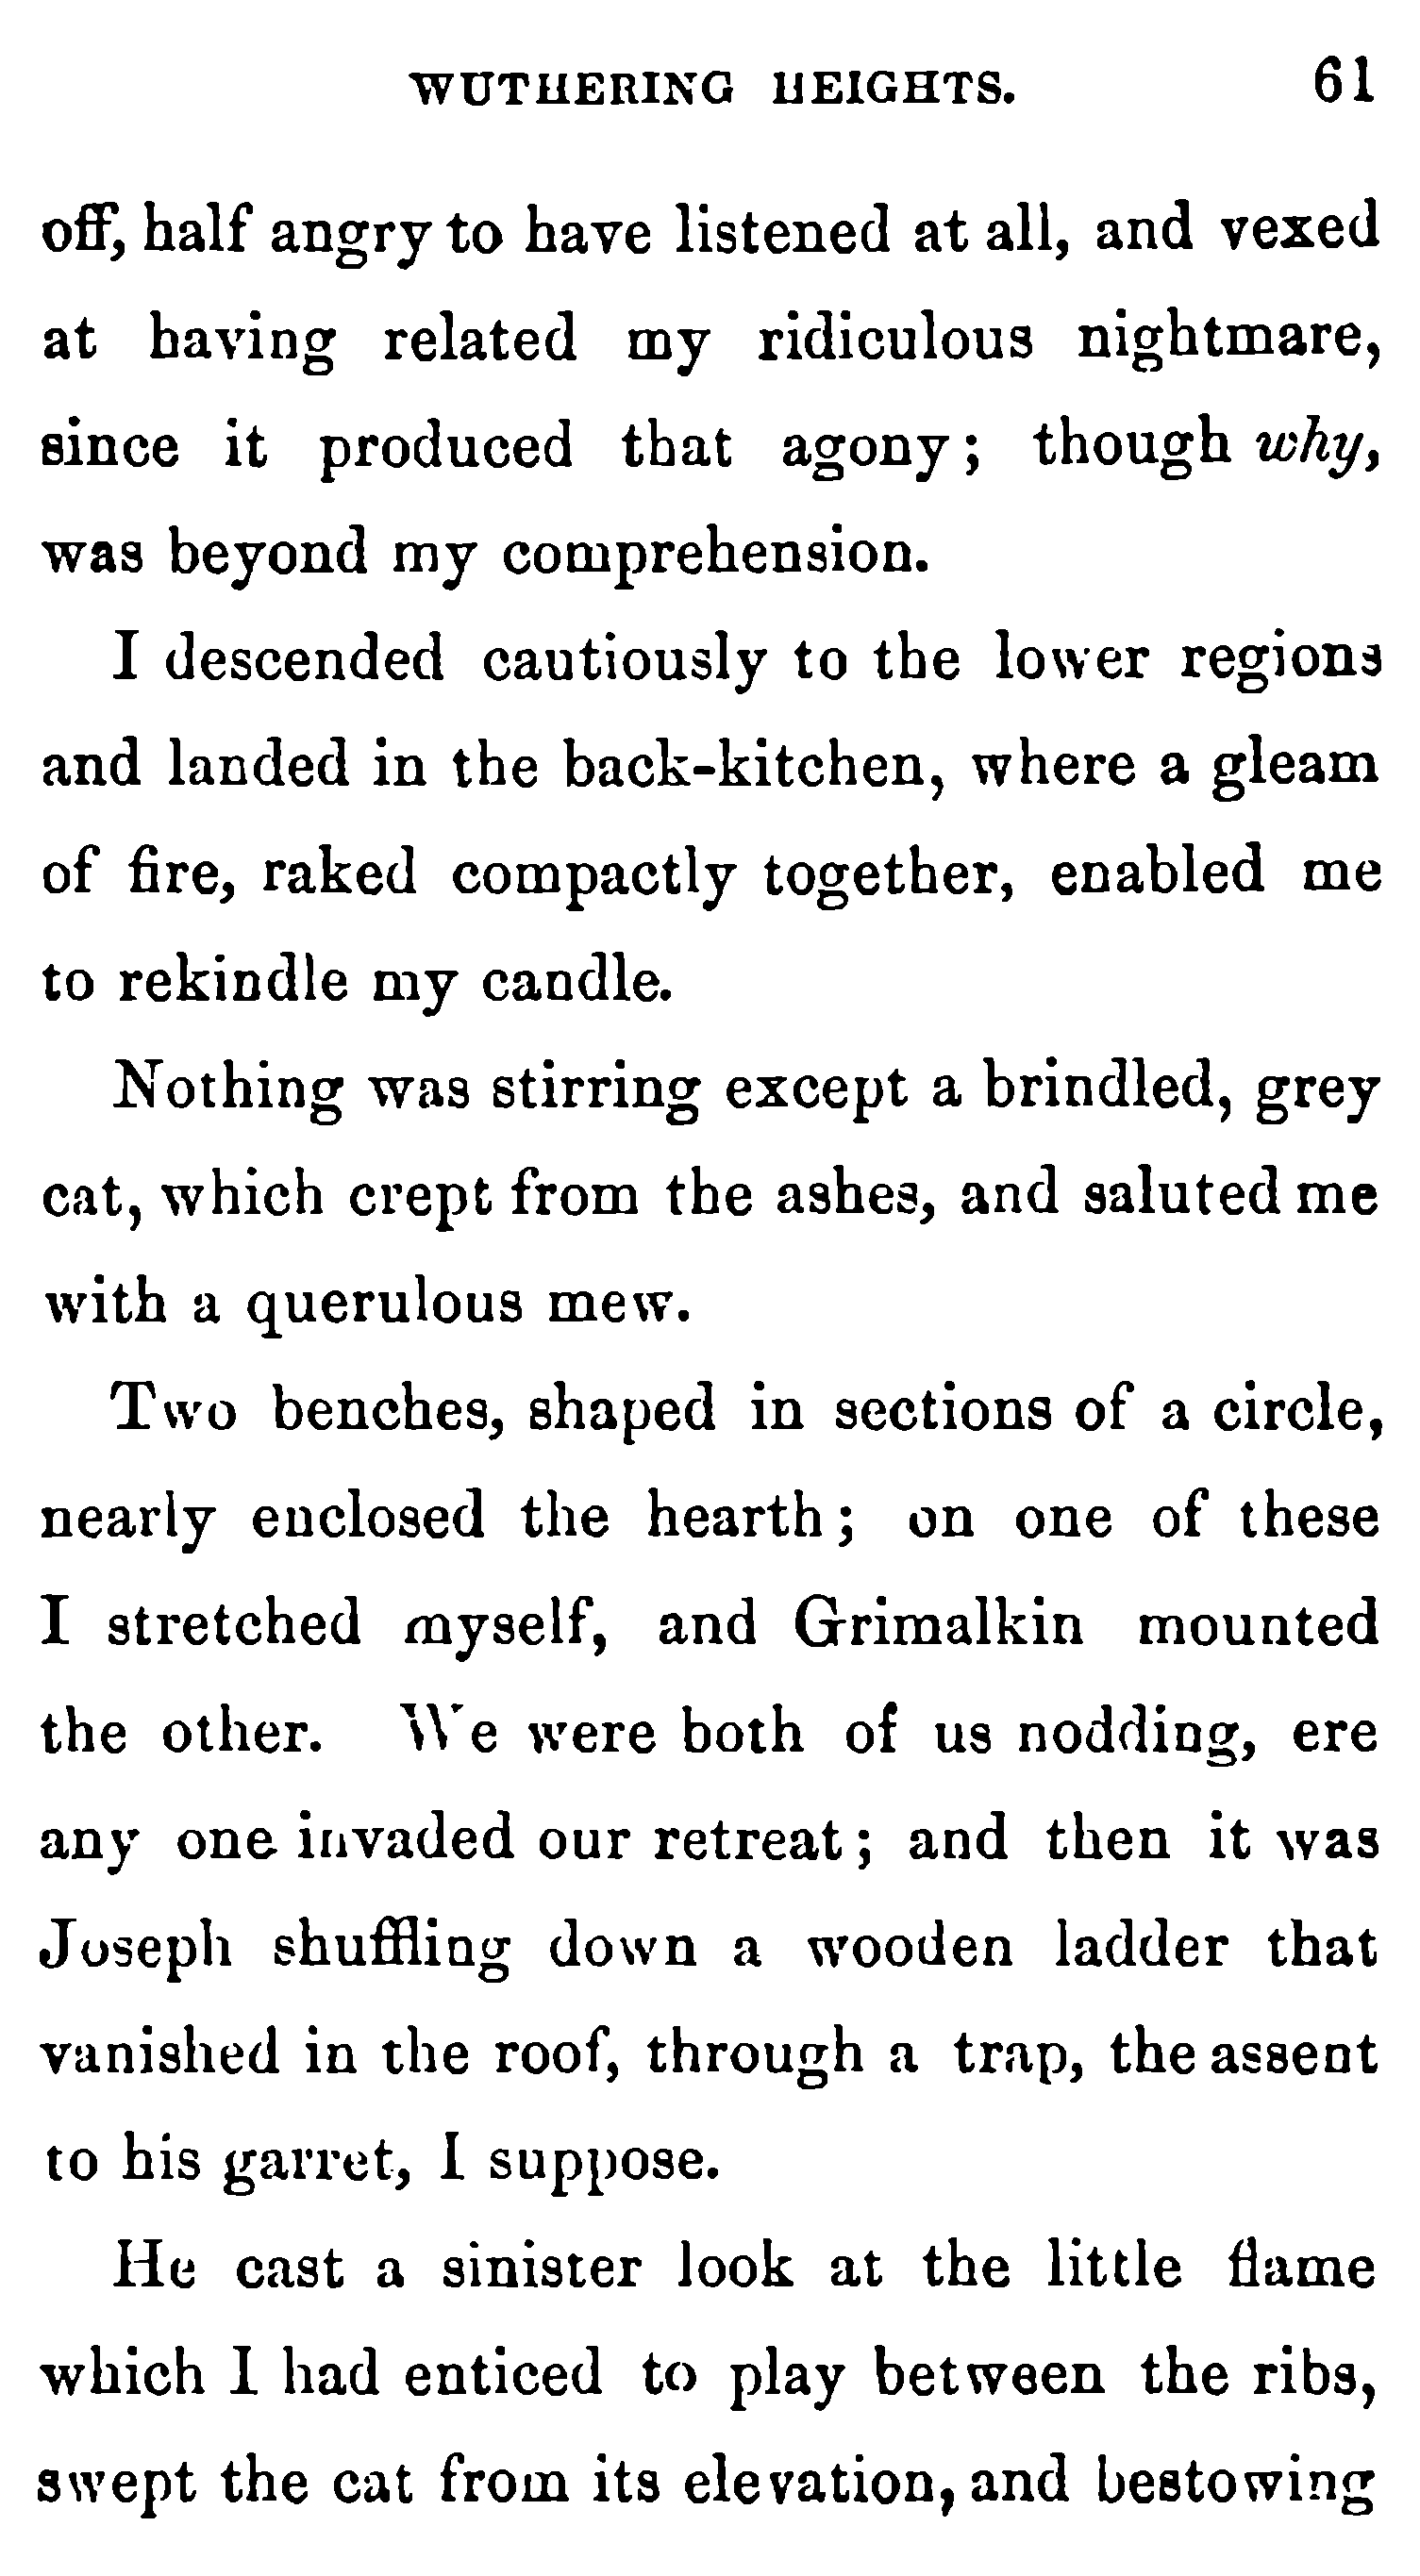 WUTHERING HEIGHTS. 61
off, half angry to have listened at all, and vexed
at having related my ridiculous nightmare,
since it produced that agony; though why,
was beyond my comprehension.
I descended cautiously to the lower regions
and landed in the back-kitchen, where a gleam
of fire, raked compactly together, enabled me
to rekindle my candle.
Nothing was stirring except a brindled, grey
cat, which crept from the ashes, and saluted me
with a querulous mew.
Two benches, shaped in sections of a circle,
nearly enclosed the hearth; on one of these
I stretched myself, and Grimalkin mounted
the other. We were both of us nodding, ere
any one invaded our retreat; and then it was
Joseph shuffling down a wooden ladder that
vanished in the roof, through a trap, the assent
to his garret, I suppose.
He cast a sinister look at the little flame
which I had enticed to play between the ribs,
swept the cat from its elevation, and bestowing